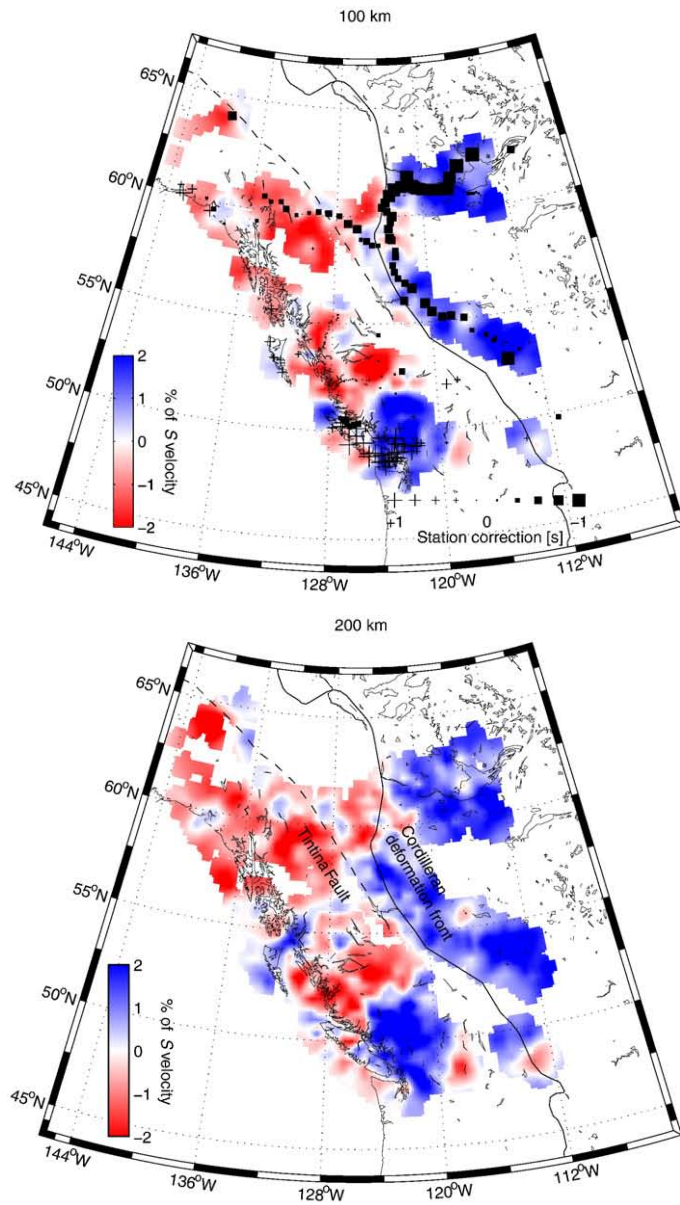 100 km
65°N
60°N
55°N
50°N
45°N
2
1
0
−1
−2
% of S velocity
+1
0
−1
Station correction [s]
144°W
136°W
128°W
120°W
112°W
200 km
65°N
60°N
55°N
50°N
45°N
Tintina Fault
Cordilleran
deformation front
2
1
0
−1
−2
% of S velocity
144°W
136°W
128°W
120°W
112°W